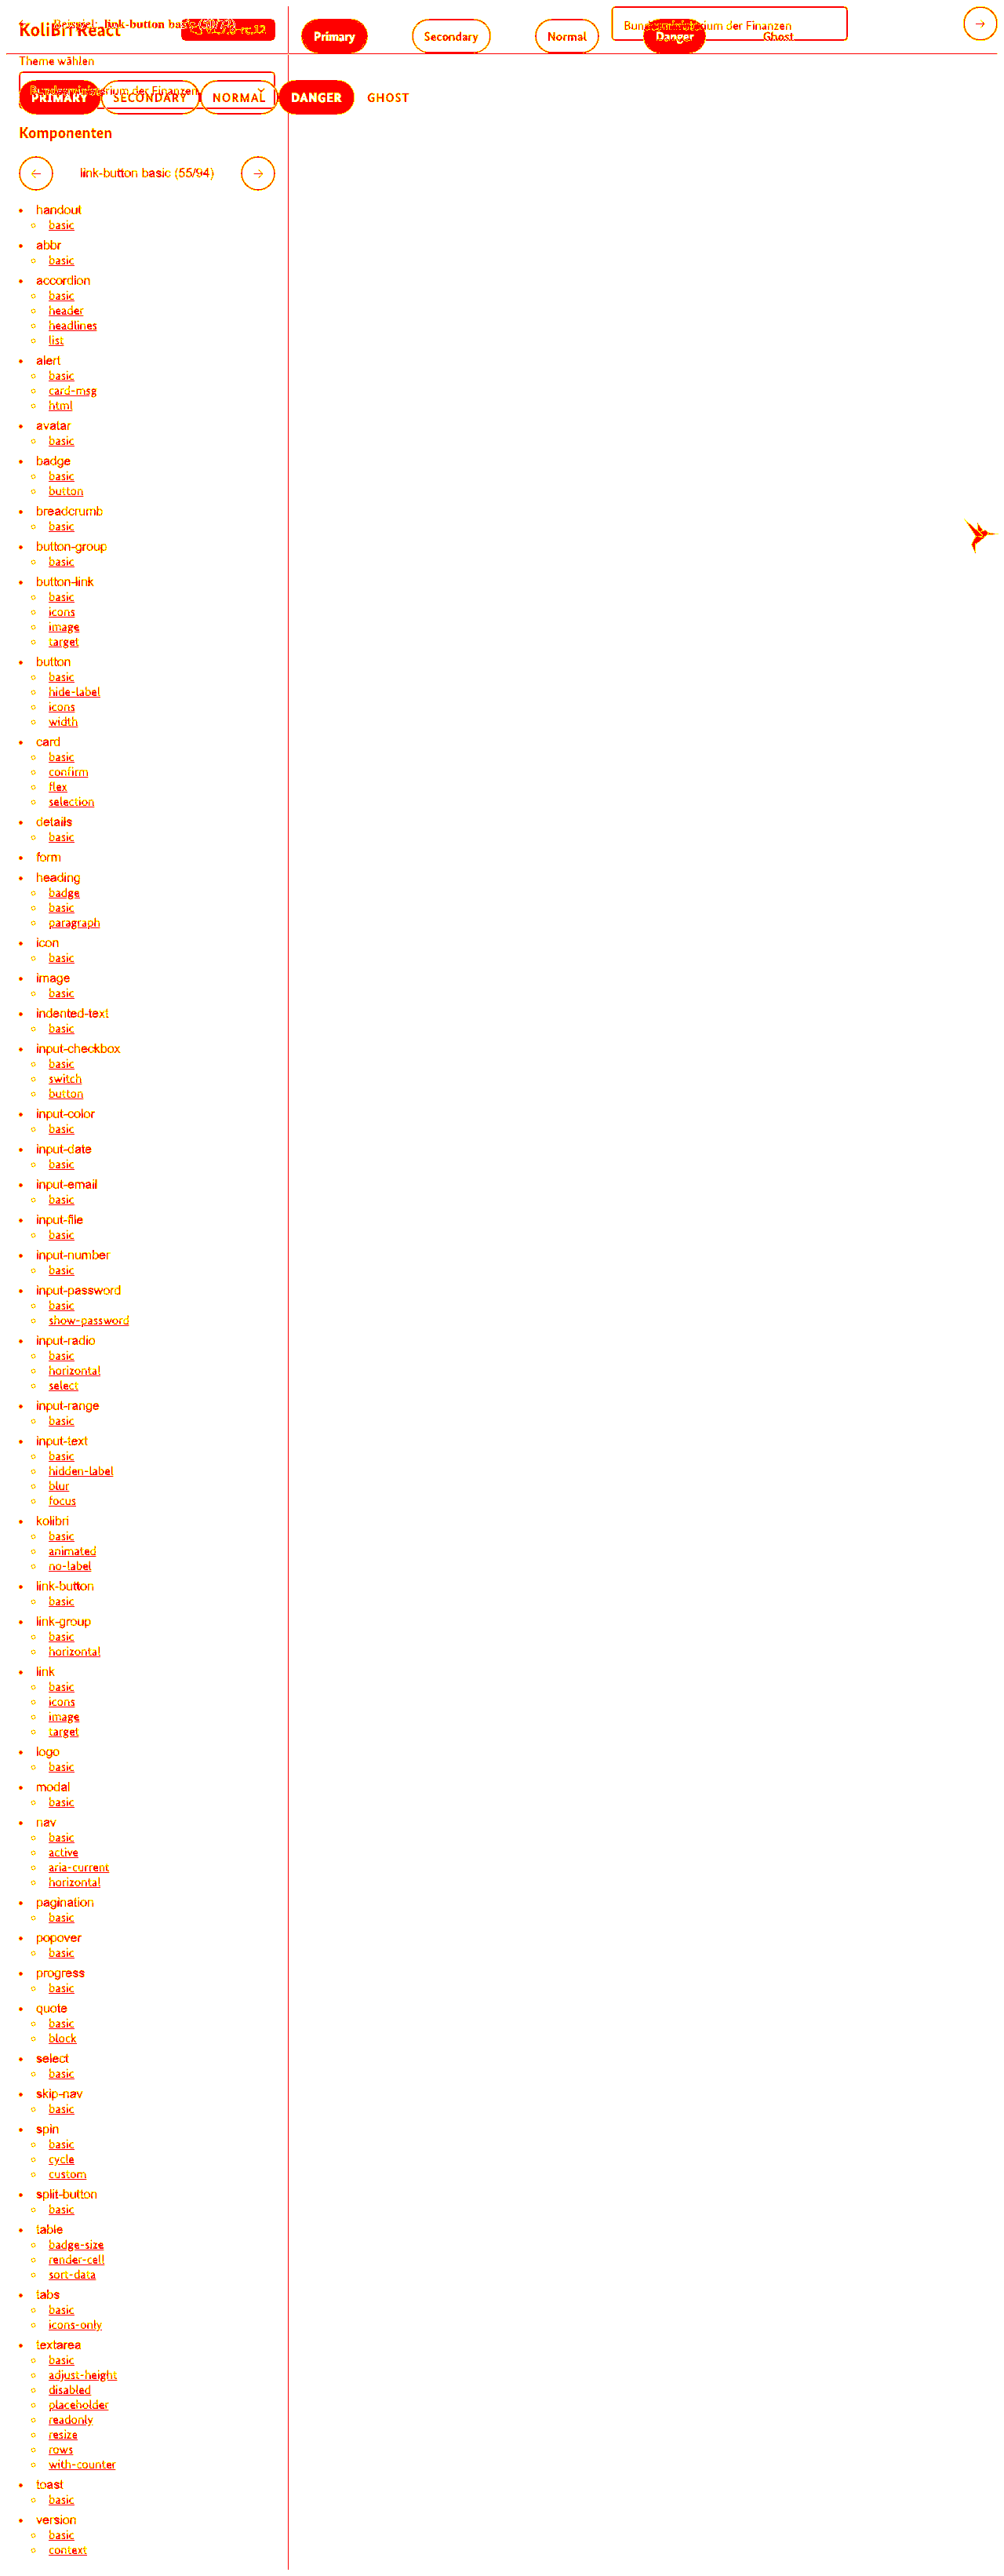 KoliBri React
Beispiel: link-button basic
Primary Secondary Normal Danger Ghost
Bundesministerium der Finanzen
Theme wählen
Bundesministerium der Finanzen
PRIMARY SECONDARY NORMAL DANGER GHOST
Komponenten
link-button basic (55/94)
handout
basic
abbr
basic
accordion
basic
header
headlines
list
alert
basic
card-msg
html
avatar
basic
badge
basic
button
breadcrumb
basic
button-group
basic
button-link
basic
icons
image
target
button
basic
hide-label
icons
width
card
basic
confirm
flex
selection
details
basic
form
heading
badge
basic
paragraph
icon
basic
image
basic
indented-text
basic
input-checkbox
basic
switch
button
input-color
basic
input-date
basic
input-email
basic
input-file
basic
input-number
basic
input-password
basic
show-password
input-radio
basic
horizontal
select
input-range
basic
input-text
basic
hidden-label
blur
focus
kolibri
basic
animated
no-label
link-button
basic
link-group
basic
horizontal
link
basic
icons
image
target
logo
basic
modal
basic
nav
basic
active
aria-current
horizontal
pagination
basic
popover
basic
progress
basic
quote
basic
block
select
basic
skip-nav
basic
spin
basic
cycle
custom
split-button
basic
table
badge-size
render-cell
sort-data
tabs
basic
icons-only
textarea
basic
adjust-height
disabled
placeholder
readonly
resize
rows
with-counter
toast
basic
version
basic
context